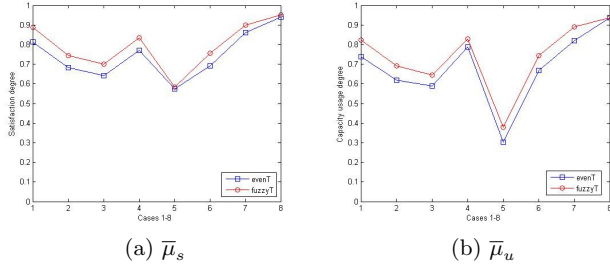 1
0.9
0.8
0.7
0.6
0.5
0.4
0.3
0.2
0.1
0
Satisfaction degree
1 2 3 4 5 6 7 8
Cases 1-8
evenT
fuzzyT
(a) μ̅_s
1
0.9
0.8
0.7
0.6
0.5
0.4
0.3
0.2
0.1
0
Capacity usage degree
1 2 3 4 5 6 7 8
Cases 1-8
evenT
fuzzyT
(b) μ̅_u